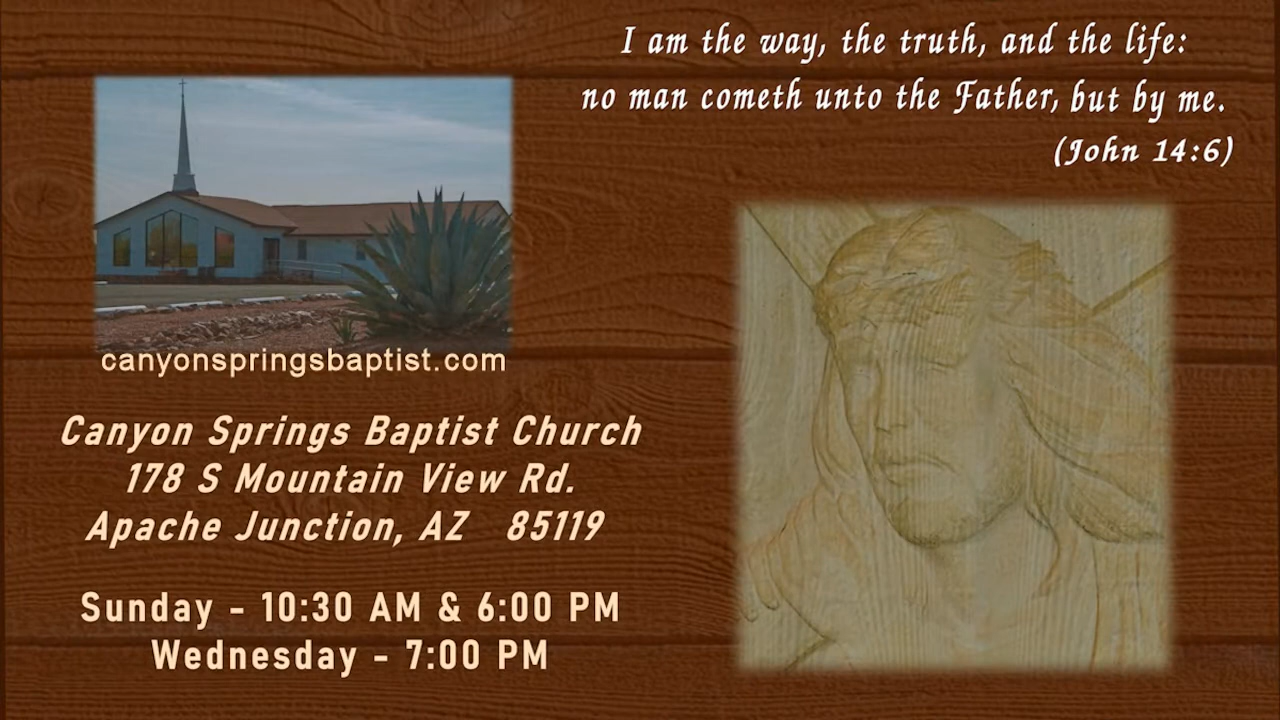 I am the way, the truth, and the life:
no man cometh unto the Father, but by me.
(John 14:6)
canyonspringsbaptist.com
Canyon Springs Baptist Church
178 S Mountain View Rd.
Apache Junction, AZ 85119
Sunday - 10:30 AM & 6:00 PM
Wednesday - 7:00 PM